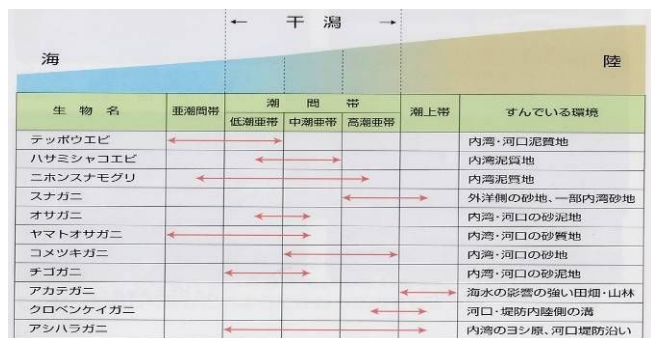 ← 干潟 →
海 陸
生物名 亜潮間帯 潮間帯 潮上帯 すんでいる環境
低潮亜帯 中潮亜帯 高潮亜帯
テッポウエビ 内湾・河口泥質地
ハサミシャコエビ 内湾泥質地
ニホンスナモグリ 内湾泥質地
スナガニ 外洋側の砂地、一部内湾砂地
オサガニ 内湾・河口の砂泥地
ヤマトオサガニ 内湾・河口の砂質地
コメツキガニ 内湾・河口の砂地
チゴガニ 内湾・河口の砂泥地
アカテガニ 海水の影響の強い田畑・山林
クロベンケイガニ 河口・堤防内陸側の溝
アシハラガニ 内湾のヨシ原、河口堤防沿い